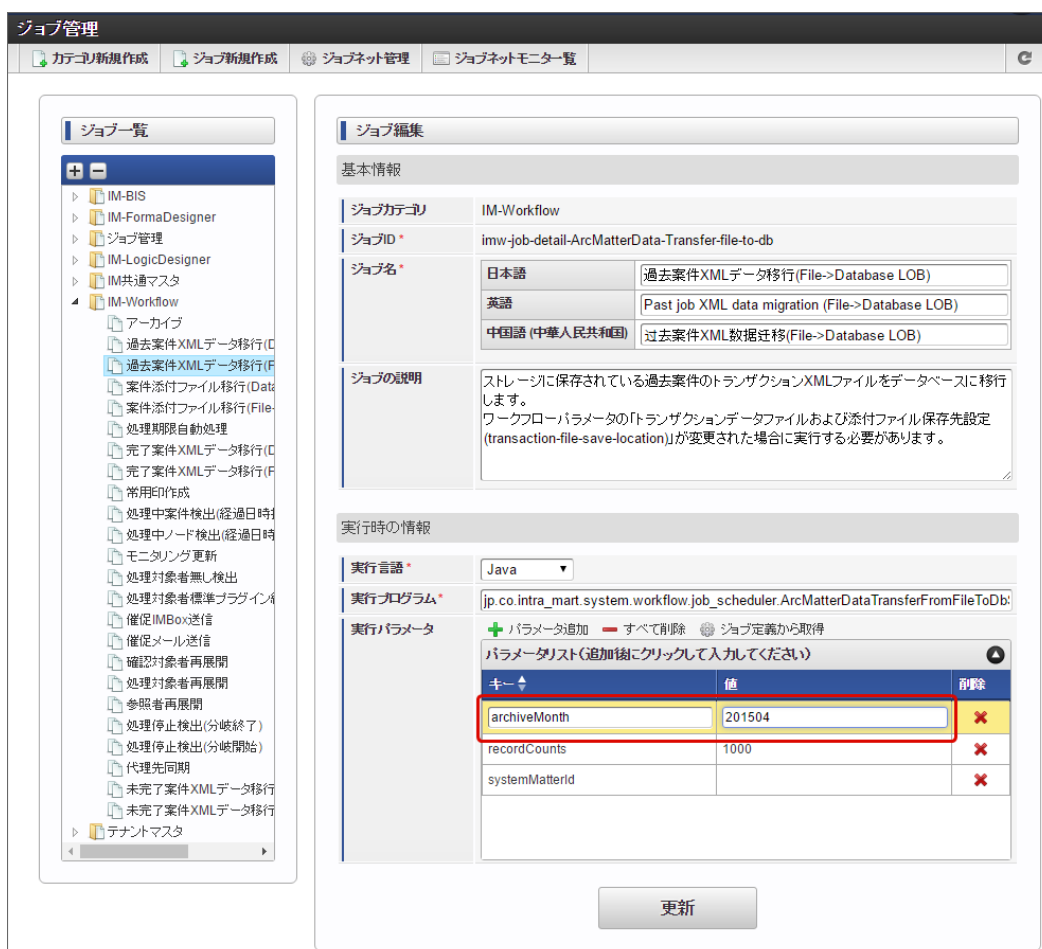 ジョブ管理
カテゴリ新規作成 ジョブ新規作成 ジョブネット管理 ジョブネットモニタ一覧
ジョブ一覧
IM-BIS
IM-FormaDesigner
ジョブ管理
IM-LogicDesigner
IM共通マスタ
IM-Workflow
アーカイブ
過去案件XMLデータ移行(D
過去案件XMLデータ移行(F
案件添付ファイル移行(Data
案件添付ファイル移行(File-
処理期限自動処理
完了案件XMLデータ移行(D
完了案件XMLデータ移行(F
常用印作成
処理中案件検出(経過日時
処理中ノード検出(経過日時
モニタリング更新
処理対象者無し検出
処理対象者標準プラグイン
催促IMBox送信
催促メール送信
確認対象者再展開
処理対象者再展開
参照者再展開
処理停止検出(分岐終了)
処理停止検出(分岐開始)
代理先同期
未完了案件XMLデータ移行
未完了案件XMLデータ移行
テナントマスタ
ジョブ編集
基本情報
ジョブカテゴリ IM-Workflow
ジョブID * imw-job-detail-ArcMatterData-Transfer-file-to-db
ジョブ名 * 日本語 過去案件XMLデータ移行(File->Database LOB)
英語 Past job XML data migration (File->Database LOB)
中国語 (中華人民共和国) 过去案件XML数据迁移(File->Database LOB)
ジョブの説明 ストレージに保存されている過去案件のトランザクションXMLファイルをデータベースに移行
します。
ワークフローパラメータの「トランザクションデータファイルおよび添付ファイル保存先設定
(transaction-file-save-location)」が変更された場合に実行する必要があります。
実行時の情報
実行言語 * Java
実行プログラム * jp.co.intra_mart.system.workflow.job_scheduler.ArcMatterDataTransferFromFileToDb
実行パラメータ パラメータ追加 すべて削除 ジョブ定義から取得
パラメータリスト(追加後にクリックして入力してください)
キー 値 削除
archiveMonth 201504
recordCounts 1000
systemMatterId
更新